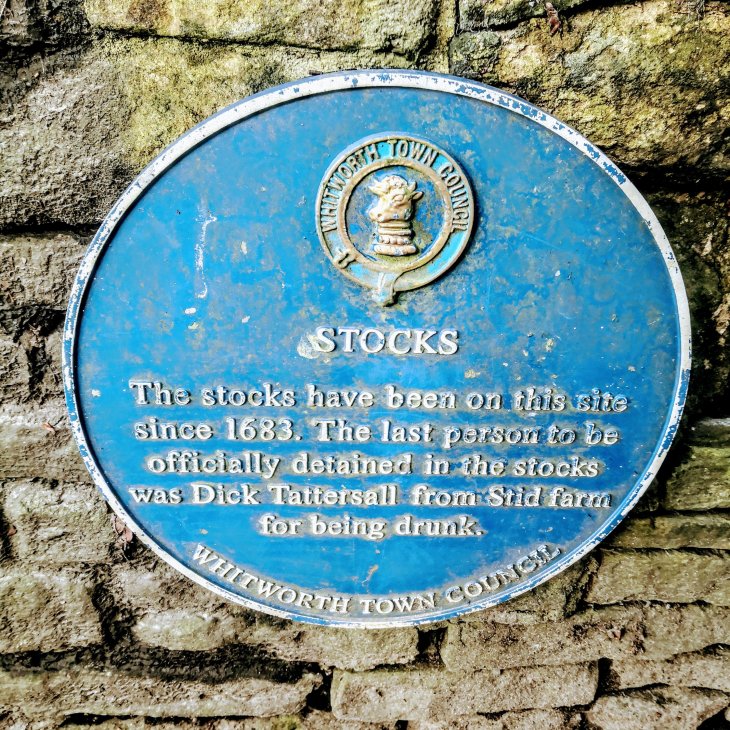 WHITWORTH TOWN COUNCIL
STOCKS
The stocks have been on this site
since 1683. The last person to be
officially detained in the stocks
was Dick Tattersall from Stid farm
for being drunk.
WHITWORTH TOWN COUNCIL